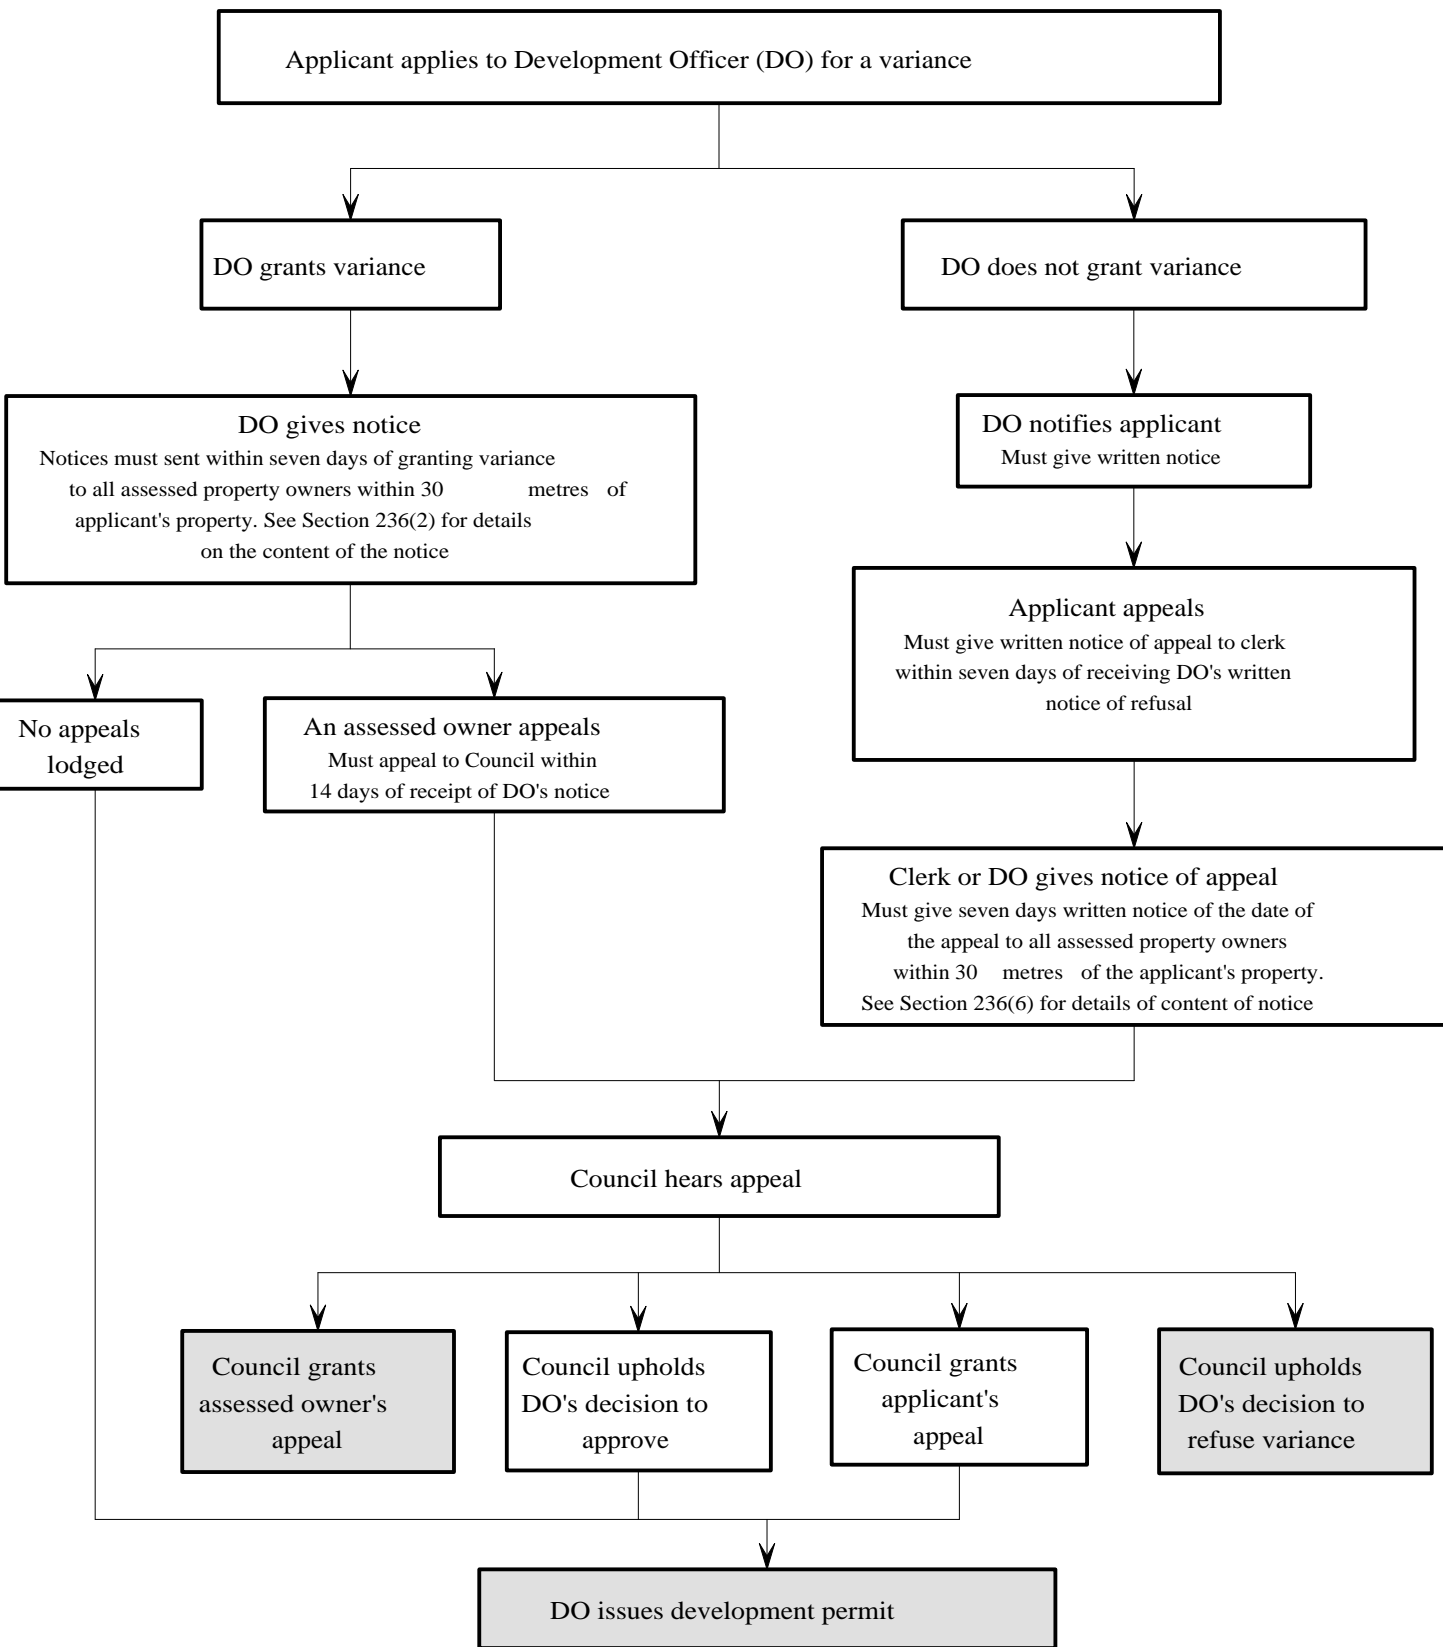 Applicant applies to Development Officer (DO) for a variance
DO grants variance
DO does not grant variance
DO gives notice
Notices must sent within seven days of granting variance
to all assessed property owners within 30 metres of
applicant's property. See Section 236(2) for details
on the content of the notice
DO notifies applicant
Must give written notice
Applicant appeals
Must give written notice of appeal to clerk
within seven days of receiving DO's written
notice of refusal
No appeals
lodged
An assessed owner appeals
Must appeal to Council within
14 days of receipt of DO's notice
Clerk or DO gives notice of appeal
Must give seven days written notice of the date of
the appeal to all assessed property owners
within 30 metres of the applicant's property.
See Section 236(6) for details of content of notice
Council hears appeal
Council grants
assessed owner's
appeal
Council upholds
DO's decision to
approve
Council grants
applicant's
appeal
Council upholds
DO's decision to
refuse variance
DO issues development permit